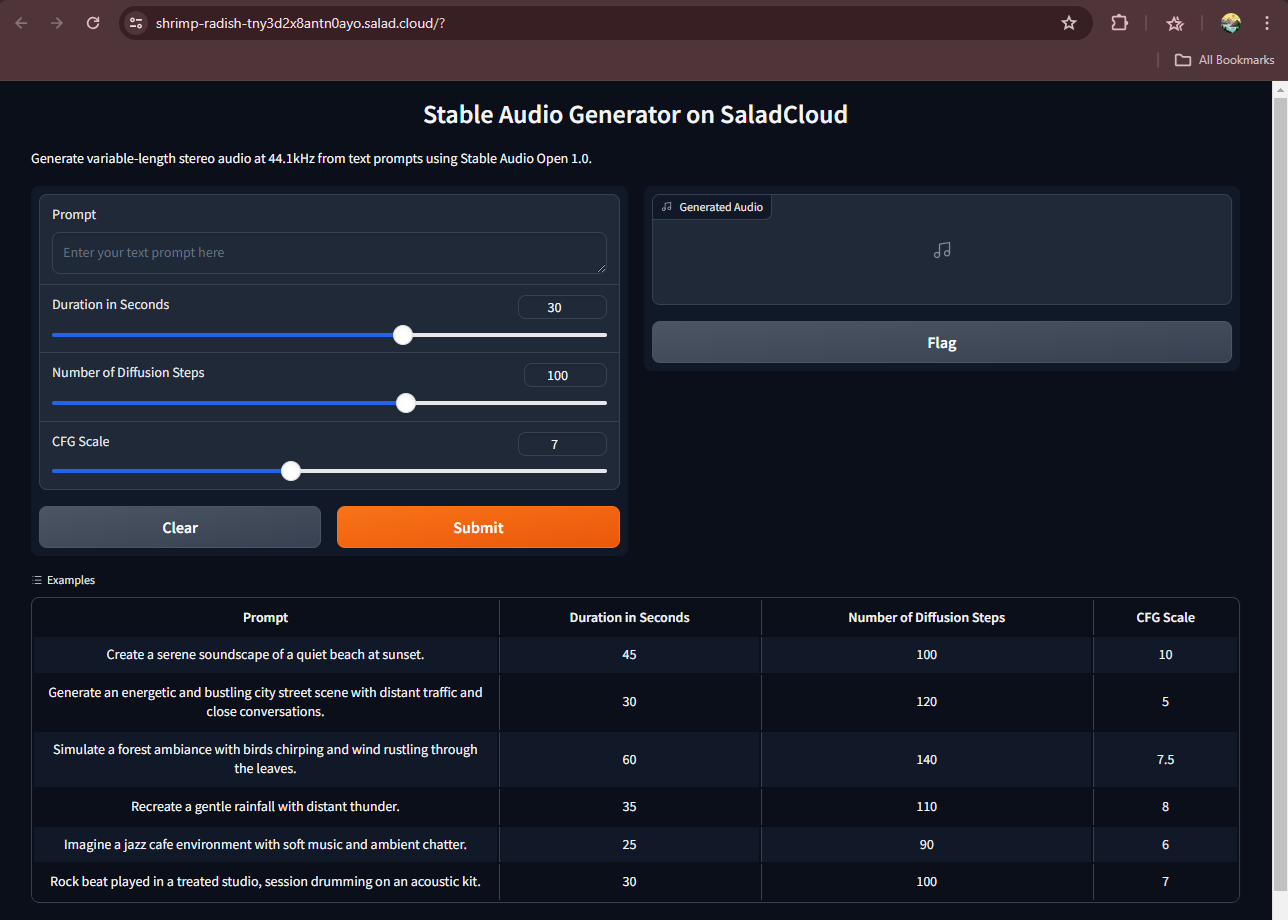 shrimp-radish-tny3d2x8antn0ayo.salad.cloud/?
All Bookmarks
Stable Audio Generator on SaladCloud
Generate variable-length stereo audio at 44.1kHz from text prompts using Stable Audio Open 1.0.
Prompt
Enter your text prompt here
Duration in Seconds
30
Number of Diffusion Steps
100
CFG Scale
7
Clear
Submit
Generated Audio
Flag
Examples
Prompt Duration in Seconds Number of Diffusion Steps CFG Scale
Create a serene soundscape of a quiet beach at sunset. 45 100 10
Generate an energetic and bustling city street scene with distant traffic and
close conversations. 30 120 5
Simulate a forest ambiance with birds chirping and wind rustling through
the leaves. 60 140 7.5
Recreate a gentle rainfall with distant thunder. 35 110 8
Imagine a jazz cafe environment with soft music and ambient chatter. 25 90 6
Rock beat played in a treated studio, session drumming on an acoustic kit. 30 100 7